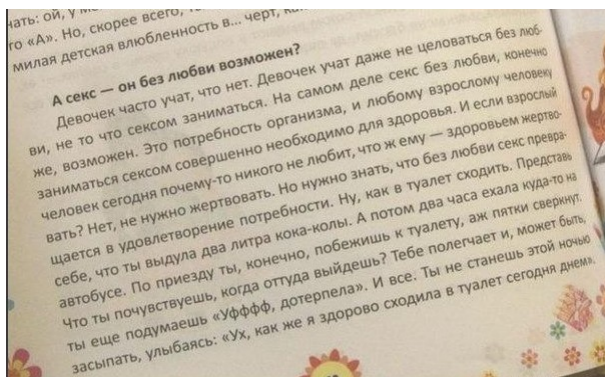 чать: ой, у м
го «А». Но, скорее всего, т
милая детская влюбленность в... черт, ка
А секс — он без любви возможен?
Девочек часто учат, что нет. Девочек учат даже не целоваться без люб-
ви, не то что сексом заниматься. На самом деле секс без любви, конечно
же, возможен. Это потребность организма, и любому взрослому человеку
заниматься сексом совершенно необходимо для здоровья. И если взрослый
человек сегодня почему-то никого не любит, что ж ему — здоровьем жертво-
вать? Нет, не нужно жертвовать. Но нужно знать, что без любви секс превра-
щается в удовлетворение потребности. Ну, как в туалет сходить. Представь
себе, что ты выдула два литра кока-колы. А потом два часа ехала куда-то на
автобусе. По приезду ты, конечно, побежишь к туалету, аж пятки сверкнут.
Что ты почувствуешь, когда оттуда выйдешь? Тебе полегчает и, может быть,
ты еще подумаешь «Уфффф, дотерпела». И все. Ты не станешь этой ночью
засыпать, улыбаясь: «Ух, как же я здорово сходила в туалет сегодня днем».